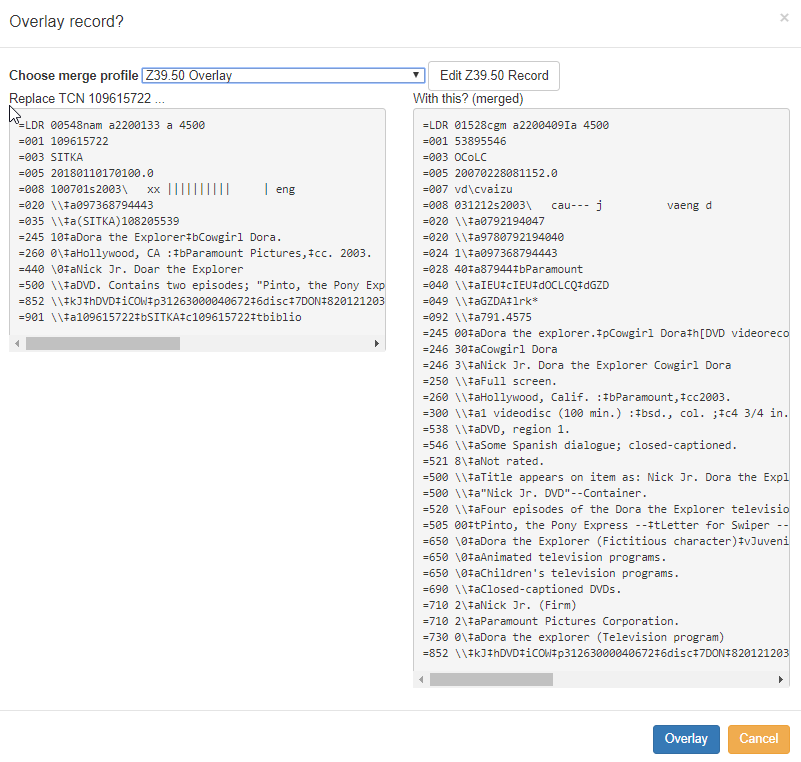 Overlay record?
×
Choose merge profile Z39.50 Overlay Edit Z39.50 Record
Replace TCN 109615722 ...
=LDR 00548nam a2200133 a 4500
=001 109615722
=003 SITKA
=005 20180110170100.0
=008 100701s2003\   xx ||||||||||     | eng
=020 \\‡a097368794443
=035 \\‡a(SITKA)108205539
=245 10‡aDora the Explorer‡bCowgirl Dora.
=260 0\‡aHollywood, CA :‡bParamount Pictures,‡cc. 2003.
=440 \0‡aNick Jr. Doar the Explorer
=500 \\‡aDVD. Contains two episodes; "Pinto, the Pony Exp
=852 \\‡kJ‡hDVD‡iCOW‡p31263000040672‡6disc‡7DON‡820121203
=901 \\‡a109615722‡bSITKA‡c109615722‡tbiblio
With this? (merged)
=LDR 01528cgm a2200409Ia 4500
=001 53895546
=003 OCoLC
=005 20070228081152.0
=007 vd\cvaizu
=008 031212s2003\   cau--- j          vaeng d
=020 \\‡a0792194047
=020 \\‡a9780792194040
=024 1\‡a097368794443
=028 40‡a87944‡bParamount
=040 \\‡aIEU‡cIEU‡dOCLCQ‡dGZD
=049 \\‡aGZDA‡lrk*
=092 \\‡a791.4575
=245 00‡aDora the explorer.‡pCowgirl Dora‡h[DVD videoreco
=246 30‡aCowgirl Dora
=246 3\‡aNick Jr. Dora the Explorer Cowgirl Dora
=250 \\‡aFull screen.
=260 \\‡aHollywood, Calif. :‡bParamount,‡cc2003.
=300 \\‡a1 videodisc (100 min.) :‡bsd., col. ;‡c4 3/4 in.
=538 \\‡aDVD, region 1.
=546 \\‡aSome Spanish dialogue; closed-captioned.
=521 8\‡aNot rated.
=500 \\‡aTitle appears on item as: Nick Jr. Dora the Expl
=500 \\‡a"Nick Jr. DVD"--Container.
=520 \\‡aFour episodes of the Dora the Explorer televisio
=505 00‡tPinto, the Pony Express --‡tLetter for Swiper --
=650 \0‡aDora the Explorer (Fictitious character)‡vJuveni
=650 \0‡aAnimated television programs.
=650 \0‡aChildren's television programs.
=690 \\‡aClosed-captioned DVDs.
=710 2\‡aNick Jr. (Firm)
=710 2\‡aParamount Pictures Corporation.
=730 0\‡aDora the explorer (Television program)
=852 \\‡kJ‡hDVD‡iCOW‡p31263000040672‡6disc‡7DON‡820121203
Overlay Cancel